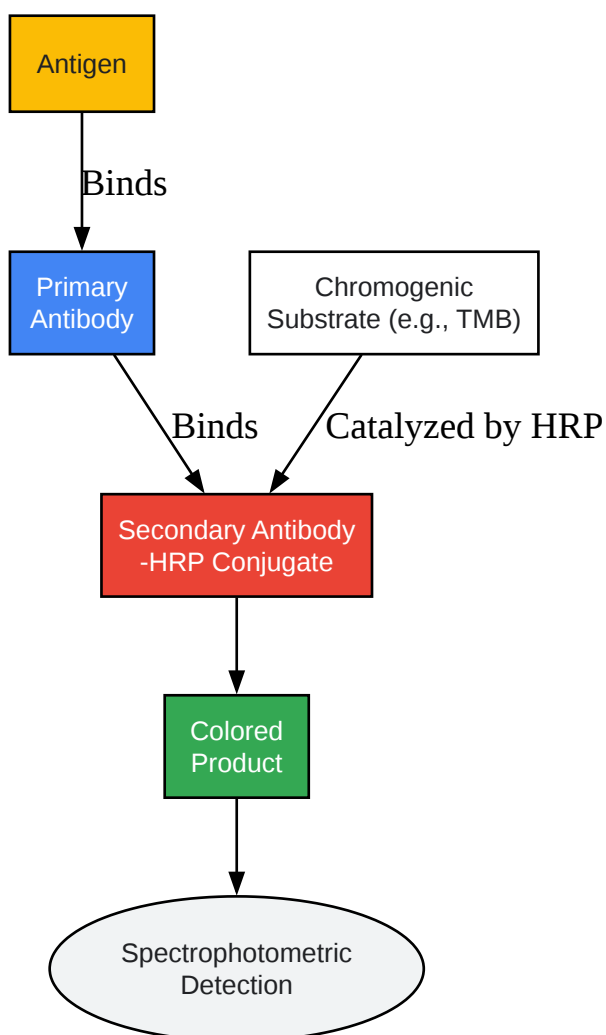 Antigen
Binds
Primary
Antibody
Chromogenic
Substrate (e.g., TMB)
Binds
Catalyzed by HRP
Secondary Antibody
-HRP Conjugate
Colored
Product
Spectrophotometric
Detection